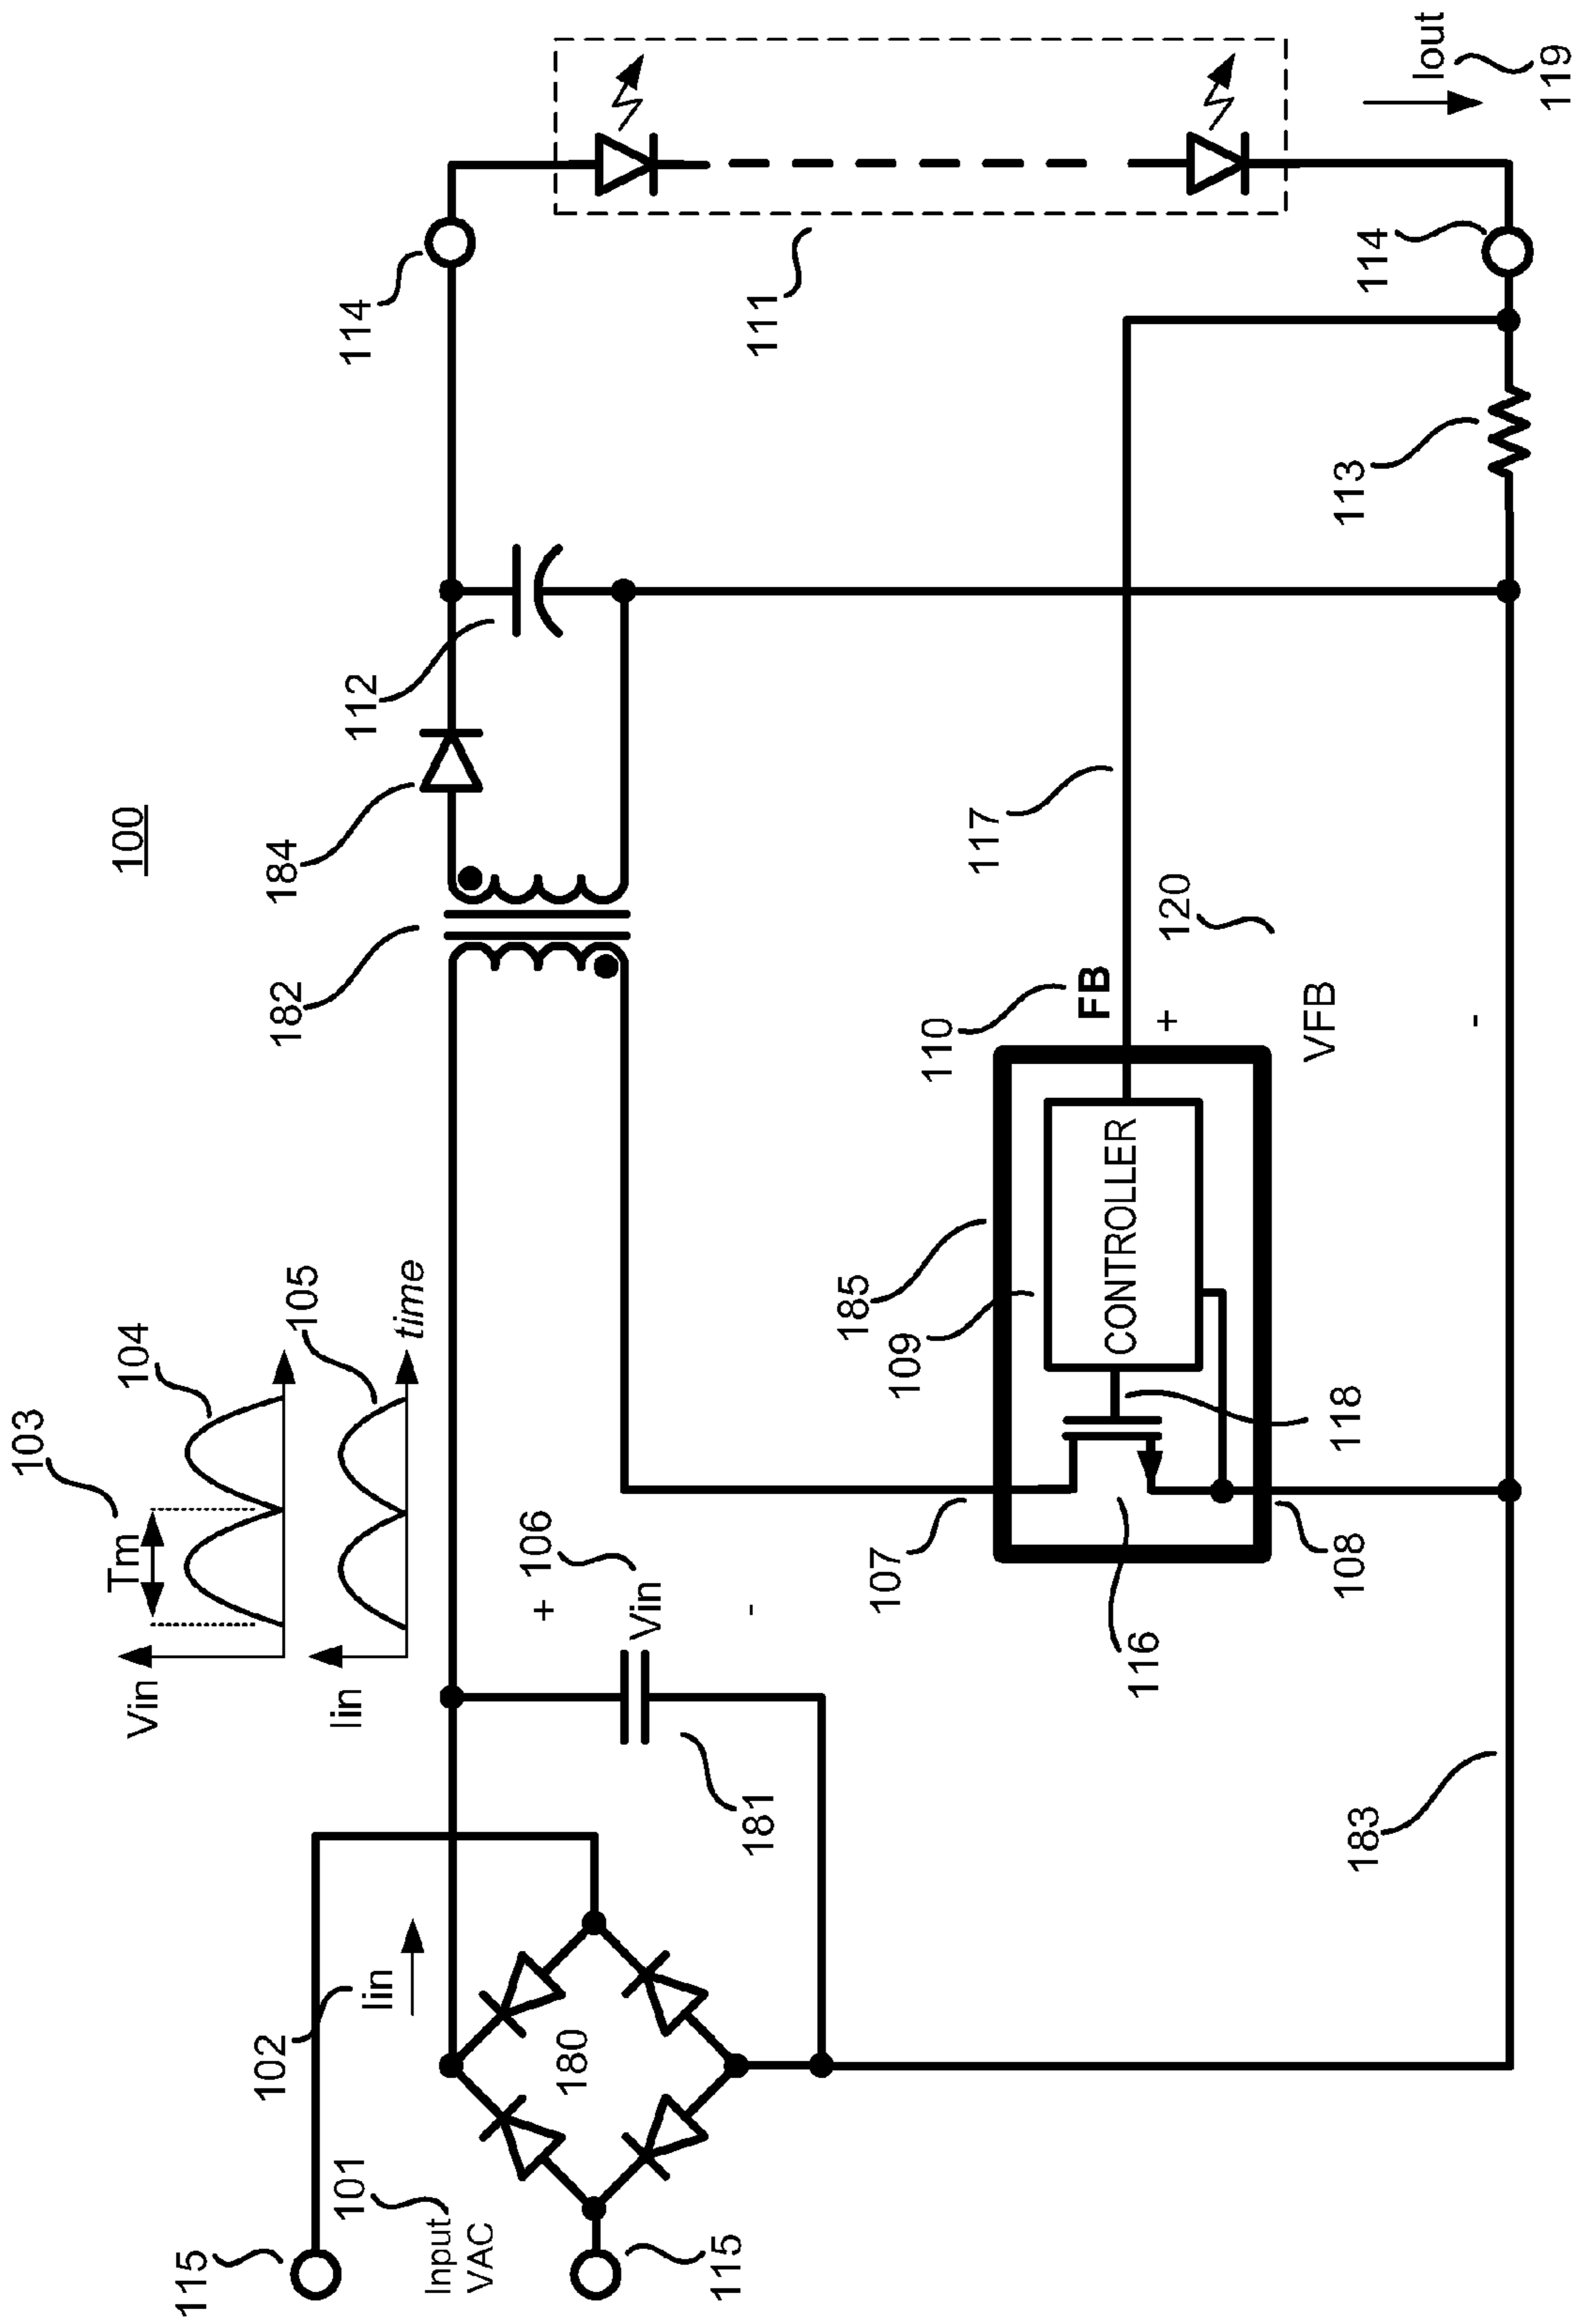 100
103
104
Vin
Tm
105
Iin
time
115
102
Iin
101
Input
VAC
115
180
181
+
106
Vin
-
182
184
112
114
111
114
Iout
119
113
117
107
116
109
185
CONTROLLER
118
108
110
FB
+
120
VFB
-
183